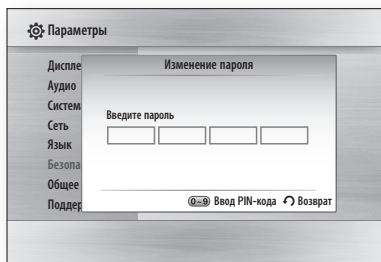 Параметры
Диспле
Аудио
Систем
Сеть
Язык
Безопа
Общее
Поддер
Изменение пароля
Введите пароль
0~9 Ввод PIN-кода Возврат